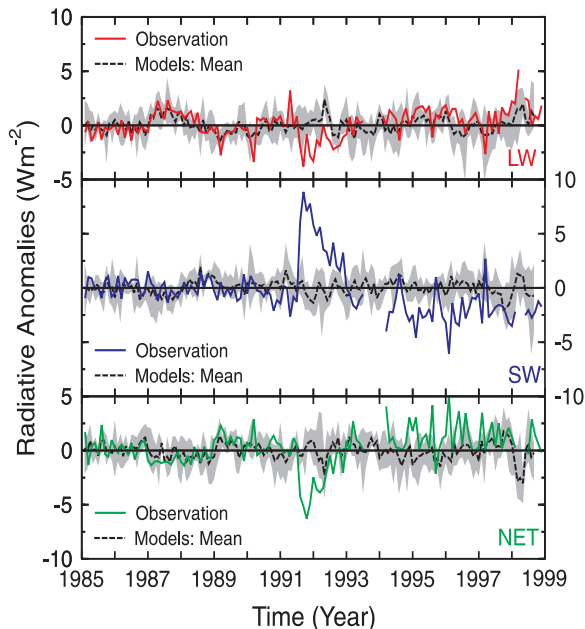 10
Observation
Models: Mean
5
0
LW
-5
10
5
0
Observation
Models: Mean
-5
SW
-10
5
0
-5
Observation
Models: Mean
NET
-10
1985 1987 1989 1991 1993 1995 1997 1999
Time (Year)
Radiative Anomalies (Wm-2)